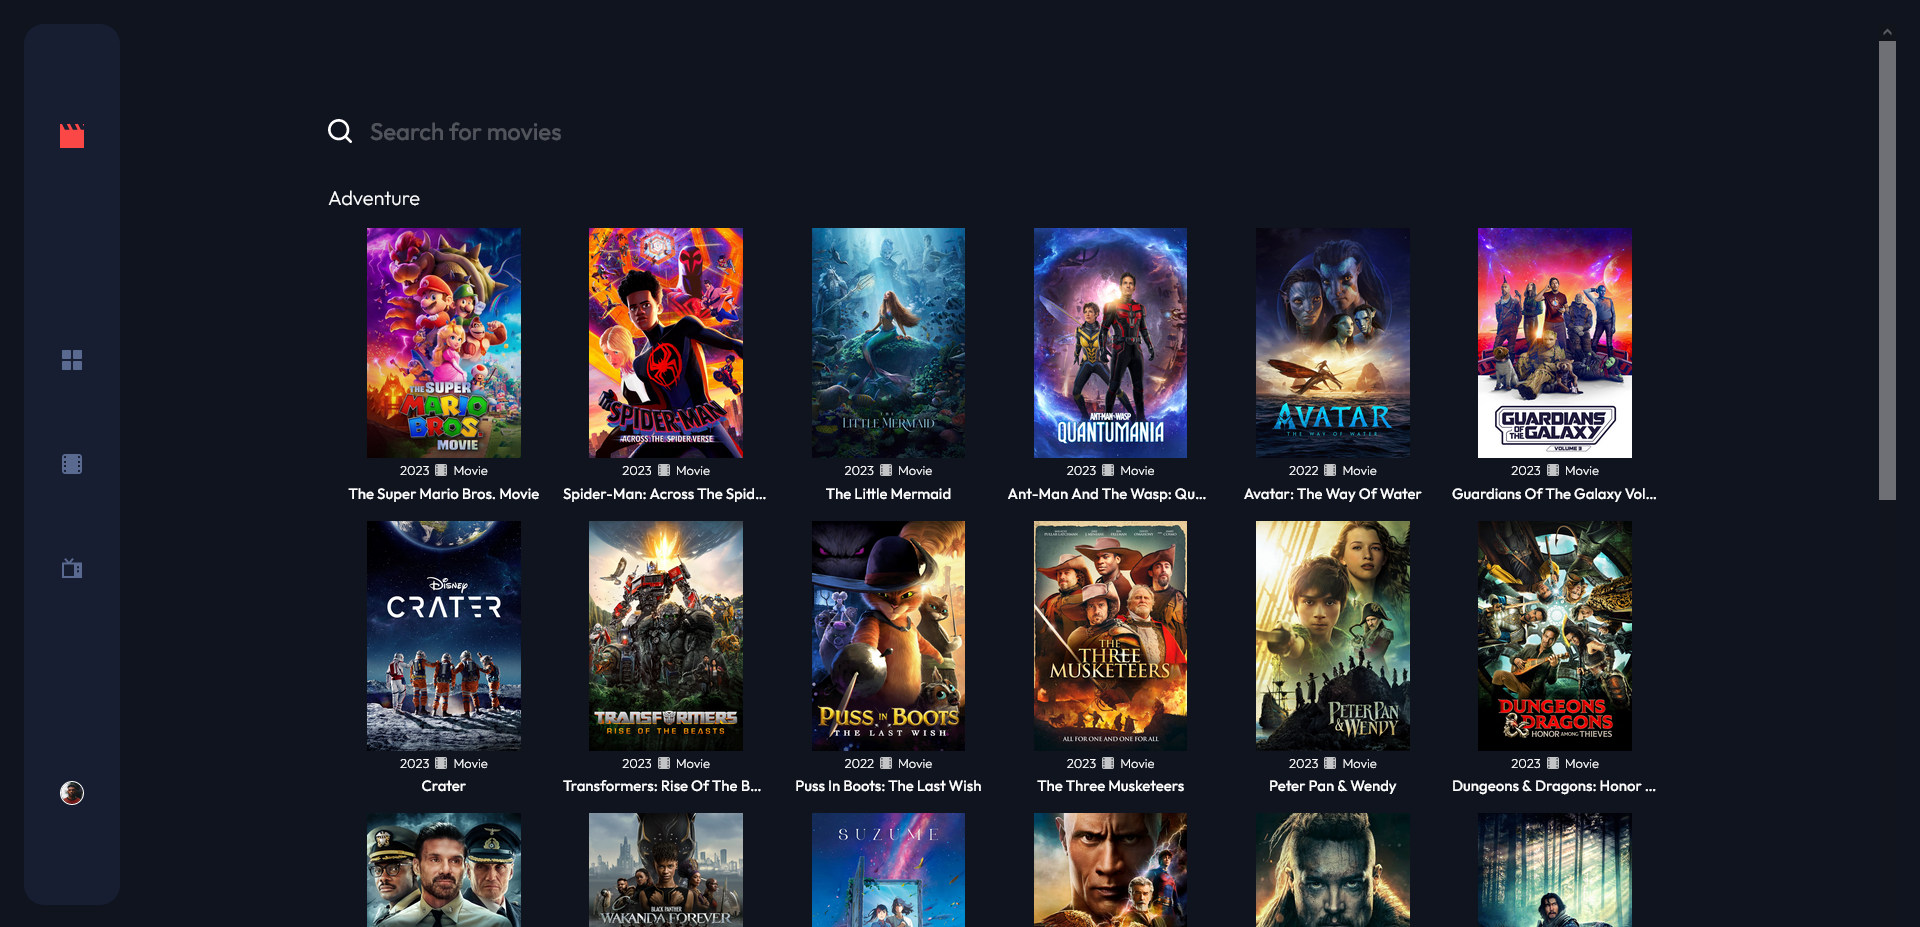 Search for movies
Adventure
THE SUPER
MARIO
BROS.
MOVIE
SPIDER-MAN
ACROSS THE SPIDER-VERSE
THE
LITTLE MERMAID
ANT-MAN AND THE WASP
QUANTUMANIA
AVATAR
THE WAY OF WATER
GUARDIANS
OF THE GALAXY
VOLUME 3
2023 Movie
2023 Movie
2023 Movie
2023 Movie
2022 Movie
2023 Movie
The Super Mario Bros. Movie
Spider-Man: Across The Spid...
The Little Mermaid
Ant-Man And The Wasp: Qu...
Avatar: The Way Of Water
Guardians Of The Galaxy Vol...
Disney
CRATER
TRANSFORMERS
RISE OF THE BEASTS
PUSS IN BOOTS
THE LAST WISH
THE
THREE
MUSKETEERS
ALL FOR ONE AND ONE FOR ALL
PETER PAN
& WENDY
DUNGEONS
& DRAGONS
HONOR AMONG THIEVES
2023 Movie
2023 Movie
2022 Movie
2023 Movie
2023 Movie
2023 Movie
Crater
Transformers: Rise Of The B...
Puss In Boots: The Last Wish
The Three Musketeers
Peter Pan & Wendy
Dungeons & Dragons: Honor ...
BLACK PANTHER
WAKANDA FOREVER
SUZUME